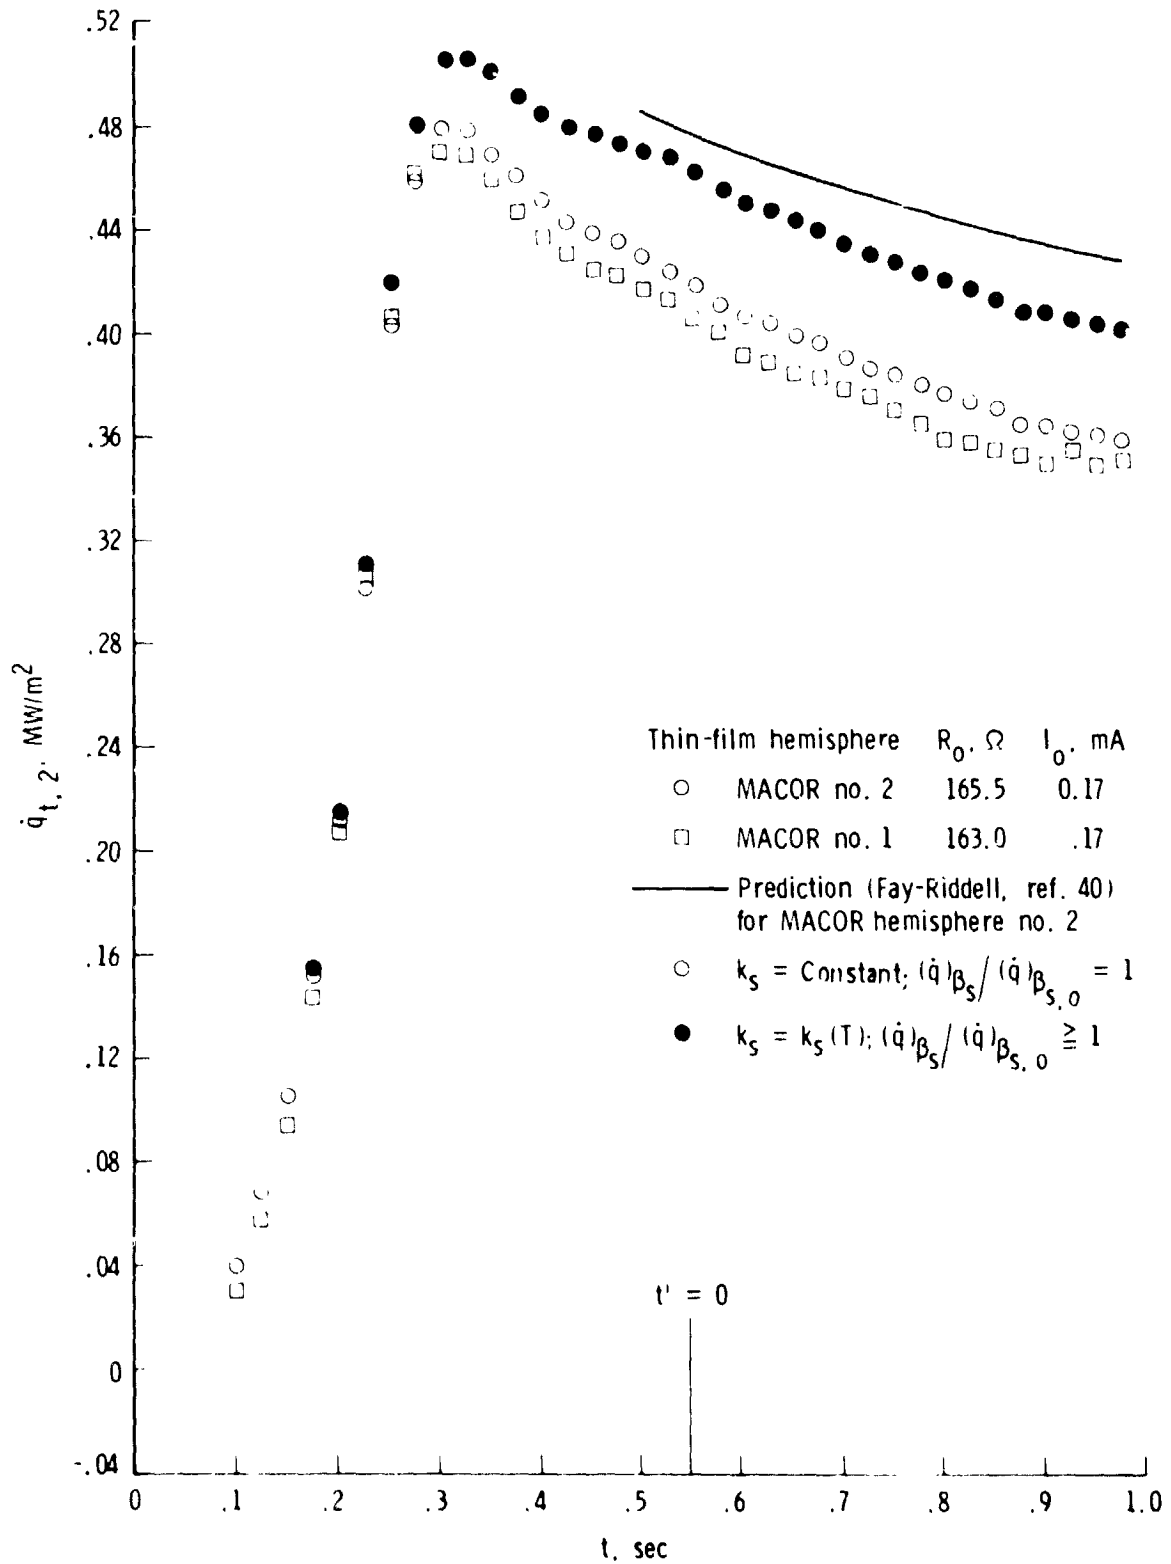 .52
.48
.44
.40
.36
.32
.28
.24
.20
.16
.12
.08
.04
0
-.04
q̇t, 2, MW/m²
Thin-film hemisphere R₀, Ω I₀, mA
○ MACOR no. 2 165.5 0.17
□ MACOR no. 1 163.0 .17
Prediction (Fay-Riddell, ref. 40)
for MACOR hemisphere no. 2
○ kₛ = Constant; (q̇)βₛ/(q̇)βₛ,₀ = 1
● kₛ = kₛ(T); (q̇)βₛ/(q̇)βₛ,₀ ≧ 1
t' = 0
0 .1 .2 .3 .4 .5 .6 .7 .8 .9 1.0
t, sec